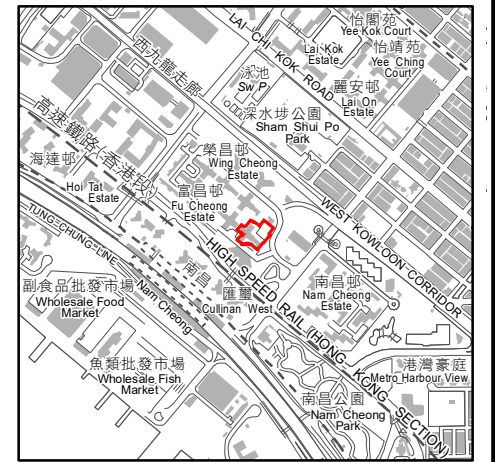 怡閣苑
Yee Kok Court
LAI CHI KOK ROAD
Lai Kok
Estate
怡靖苑
Yee Ching
Court
西九龍走廊
泳池
Sw P
麗安邨
Lai On
Estate
深水埗公園
Sham Shui Po
Park
高速鐵路(香港段)
榮昌邨
Wing Cheong
Estate
海達邨
Hoi Tat
Estate
富昌邨
Fu Cheong
Estate
WEST KOWLOON CORRIDOR
TUNG CHUNG LINE
HIGH SPEED RAIL (HONG KONG SECTION)
南昌
Nam Cheong
匯璽
Cullinan West
南昌邨
Nam Cheong
Estate
副食品批發市場
Wholesale Food
Market
魚類批發市場
Wholesale Fish
Market
港灣豪庭
Metro Harbour View
南昌公園
Nam Cheong
Park